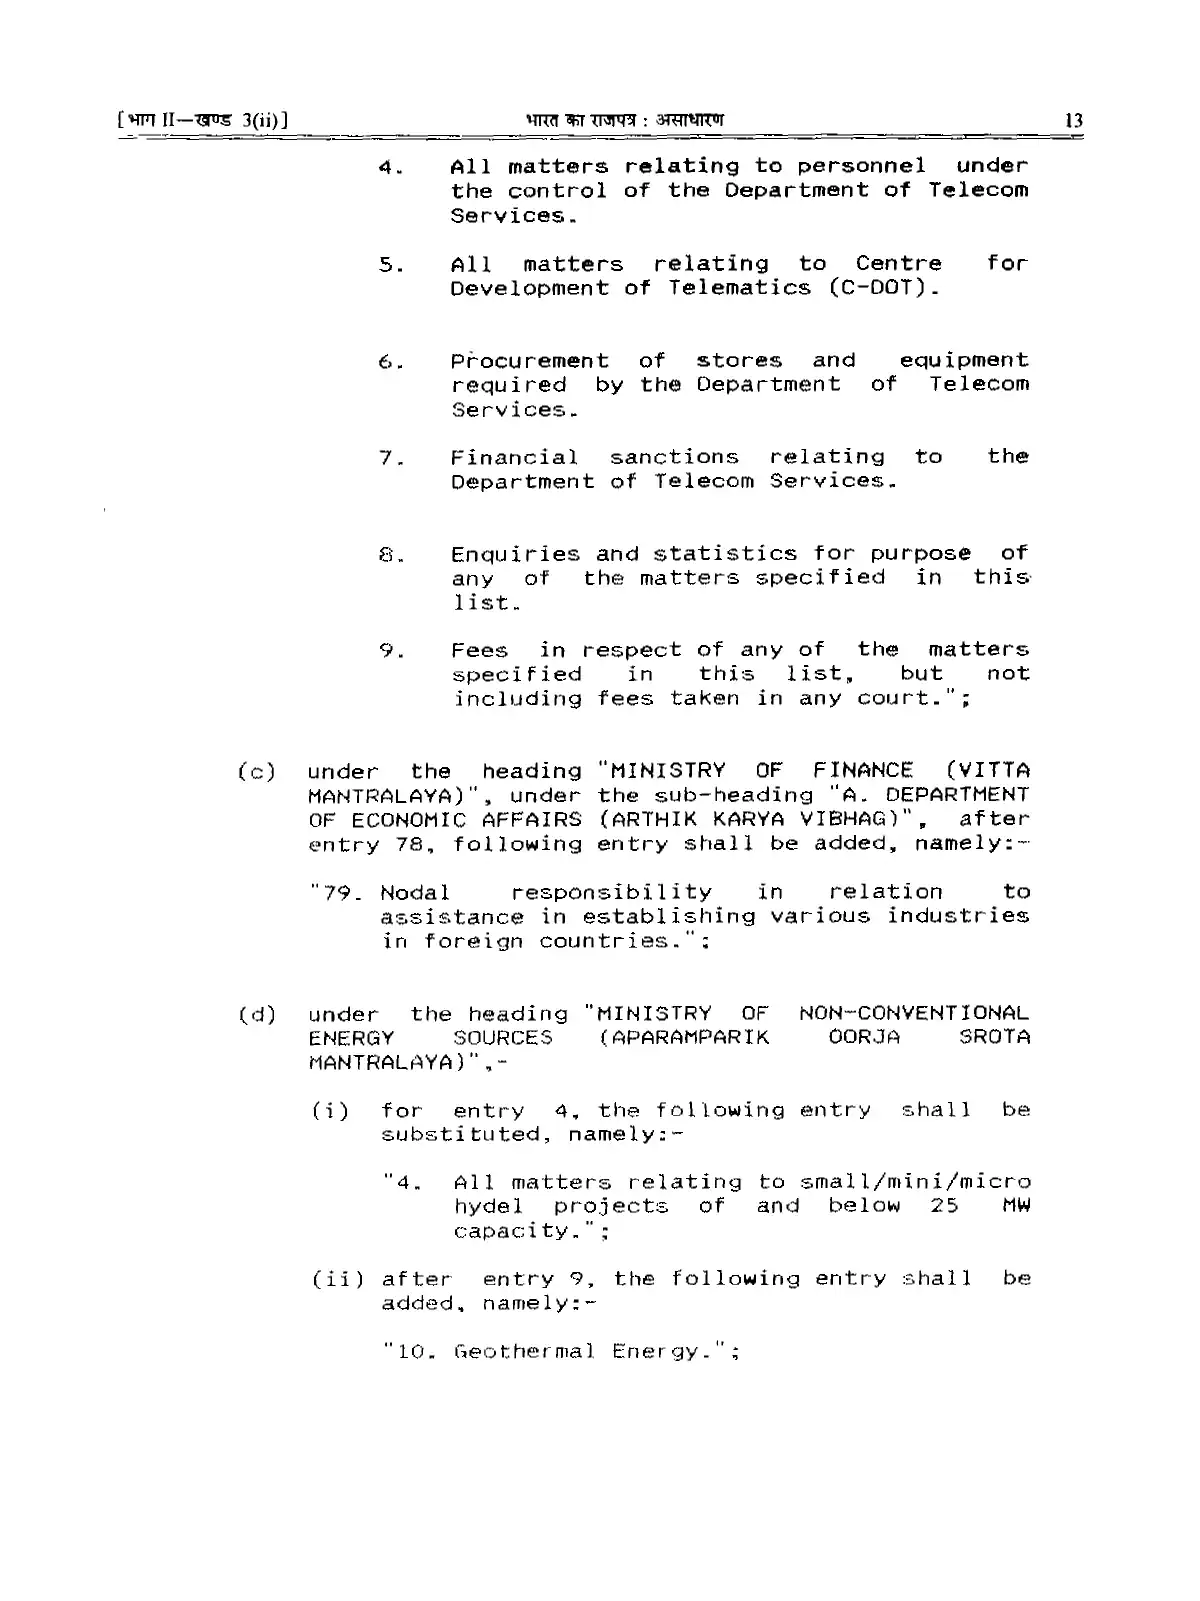 [भाग II—खण्ड 3(ii)] भारत का राजपत्र : असाधारण 13
4. All matters relating to personnel under
the control of the Department of Telecom
Services.
5. All matters relating to Centre for
Development of Telematics (C-DOT).
6. Procurement of stores and equipment
required by the Department of Telecom
Services.
7. Financial sanctions relating to the
Department of Telecom Services.
8. Enquiries and statistics for purpose of
any of the matters specified in this
list.
9. Fees in respect of any of the matters
specified in this list, but not
including fees taken in any court.";
(c) under the heading "MINISTRY OF FINANCE (VITTA
MANTRALAYA)", under the sub-heading "A. DEPARTMENT
OF ECONOMIC AFFAIRS (ARTHIK KARYA VIBHAG)", after
entry 78, following entry shall be added, namely:-
"79. Nodal responsibility in relation to
assistance in establishing various industries
in foreign countries.";
(d) under the heading "MINISTRY OF NON-CONVENTIONAL
ENERGY SOURCES (APARAMPARIK OORJA SROTA
MANTRALAYA)",-
(i) for entry 4, the following entry shall be
substituted, namely:-
"4. All matters relating to small/mini/micro
hydel projects of and below 25 MW
capacity.";
(ii) after entry 9, the following entry shall be
added, namely:-
"10. Geothermal Energy.";